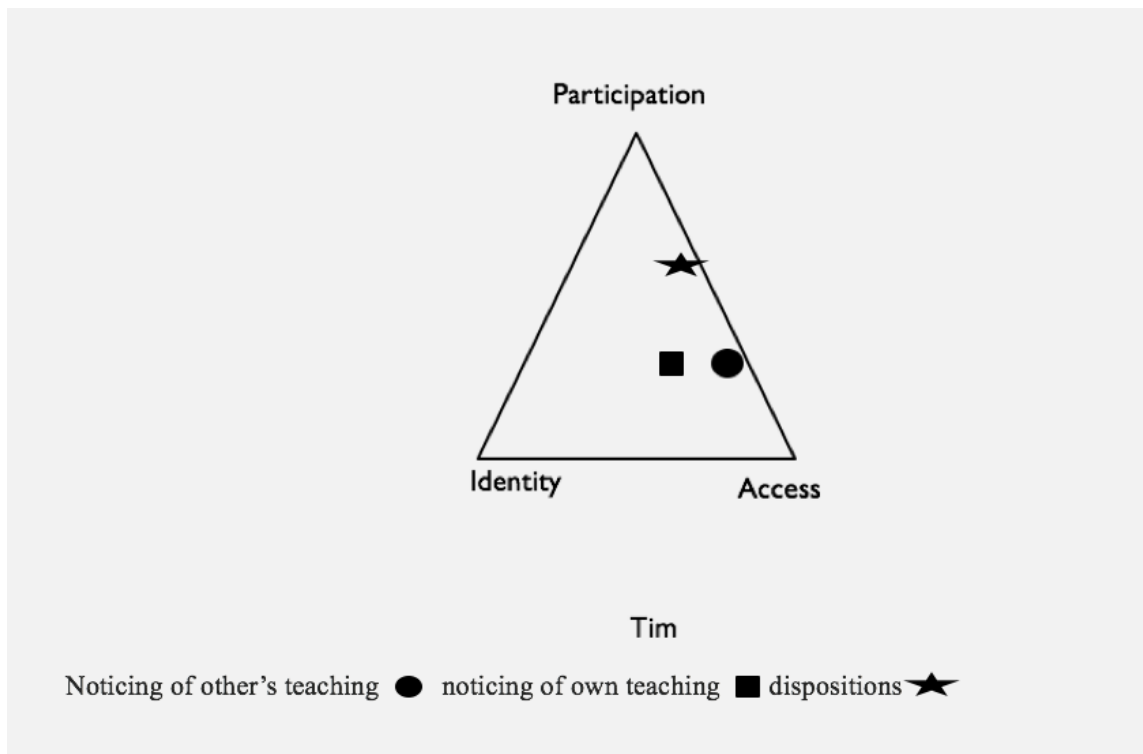 Participation
Identity
Access
Tim
Noticing of other's teaching noticing of own teaching dispositions